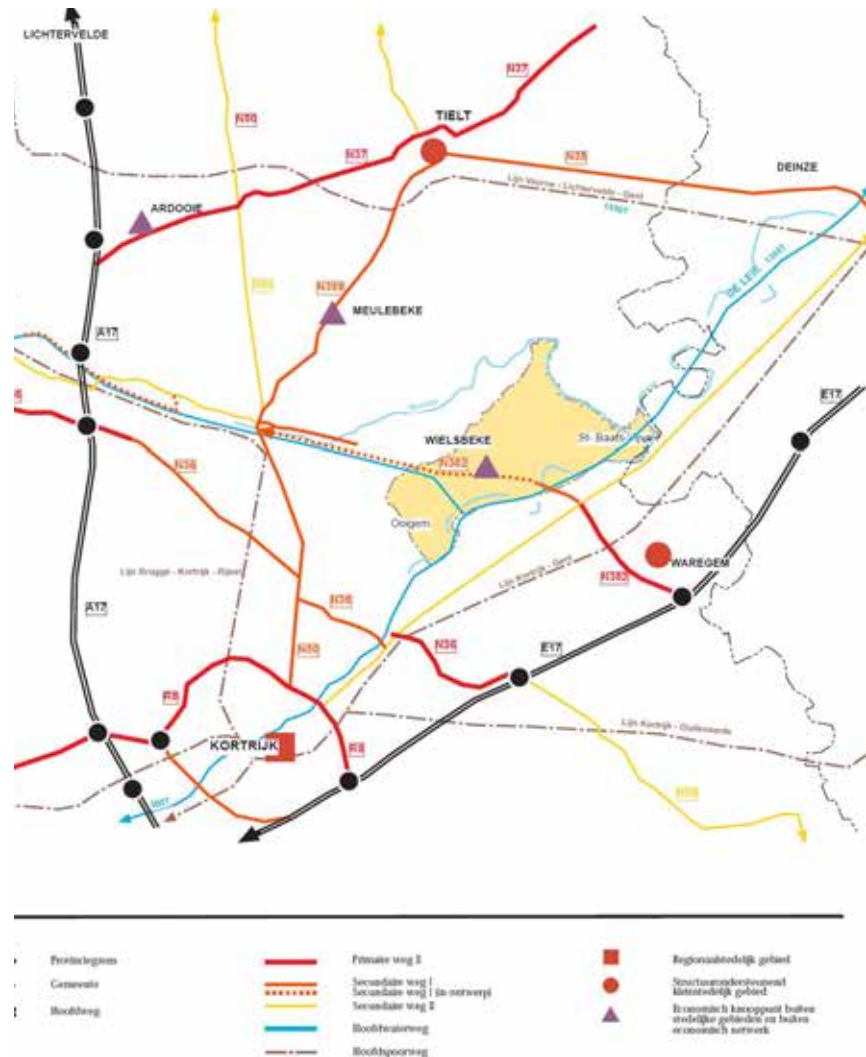 LICHTERVELDE
N37
N50
TIELT
N37
N35
DEINZE
Lijn Veurne - Lichtervelde - Gent
ARDOOIE
DE LEIE
MEULEBEKE
A17
E17
WIELSBEKE
St.-Baafs-Vijve
N382
N36
Ooigem
Lijn Brugge - Kortrijk - Rijsel
Lijn Kortrijk - Gent
WAREGEM
N382
A17
N36
N50
N36
E17
R8
Lijn Kortrijk - Oudenaarde
KORTRIJK
R8
Provinciegrens
Gemeente
Hoofdweg
Primaire weg II
Secundaire weg I
Secundaire weg I (in ontwerp)
Secundaire weg II
Hoofdwaterweg
Hoofdspoorweg
Regionaalstedelijk gebied
Structuurondersteunend
kleinstedelijk gebied
Economisch knooppunt buiten
stedelijke gebieden en buiten
economisch netwerk